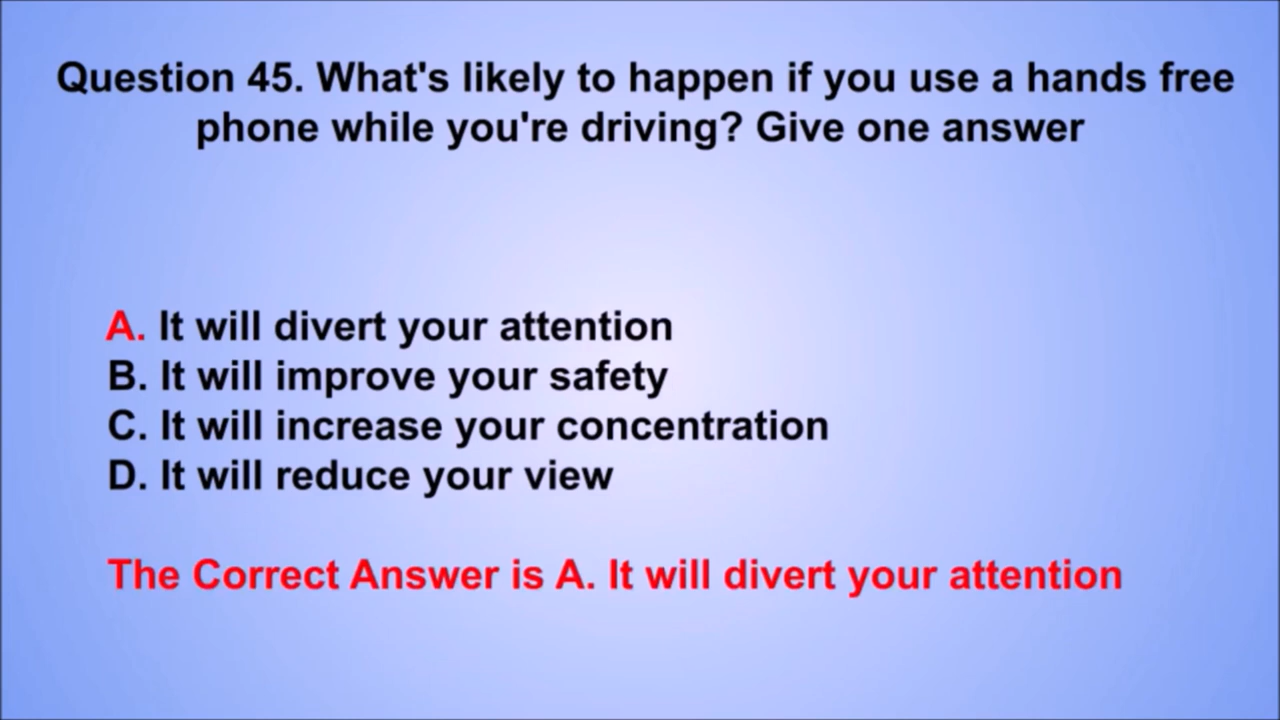 Question 45. What's likely to happen if you use a hands free
phone while you're driving? Give one answer
A. It will divert your attention
B. It will improve your safety
C. It will increase your concentration
D. It will reduce your view
The Correct Answer is A. It will divert your attention